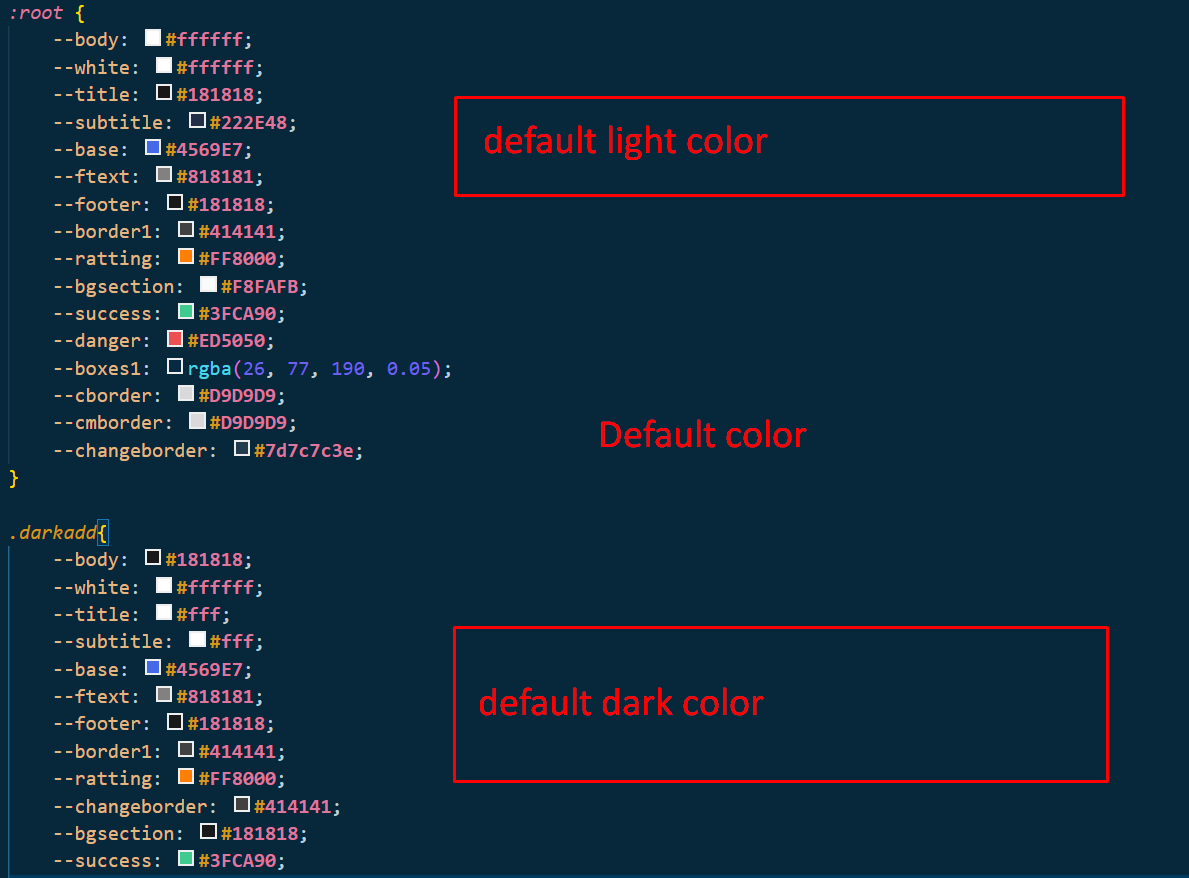 :root {
--body: #ffffff;
--white: #ffffff;
--title: #181818;
default light color
--subtitle: #222E48;
--base: #4569E7;
--ftext: #818181;
--footer: #181818;
--border1: #414141;
--ratting: #FF8000;
--bgsection: #F8FAFB;
--success: #3FCA90;
--danger: #ED5050;
--boxes1: rgba(26, 77, 190, 0.05);
--cborder: #D9D9D9;
--cmborder: #D9D9D9;
Default color
--changeborder: #7d7c7c3e;
}
.darkadd{
--body: #181818;
--white: #ffffff;
--title: #fff;
--subtitle: #fff;
--base: #4569E7;
--ftext: #818181;
default dark color
--footer: #181818;
--border1: #414141;
--ratting: #FF8000;
--changeborder: #414141;
--bgsection: #181818;
--success: #3FCA90;